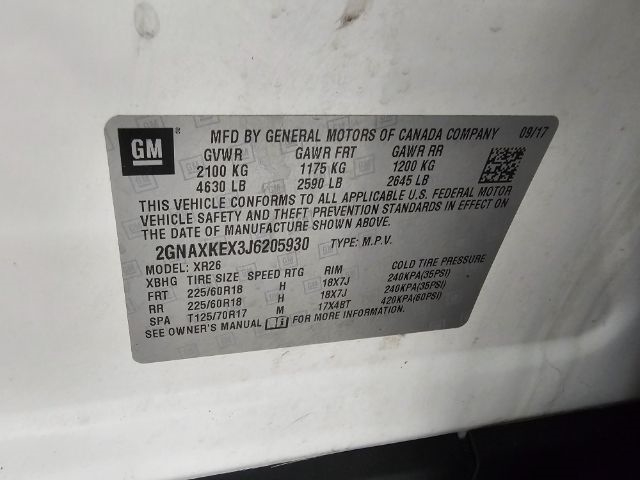 GM ® MFD BY GENERAL MOTORS OF CANADA COMPANY 09/17
GVWR GAWR FRT GAWR RR
2100 KG 1175 KG 1200 KG
4630 LB 2590 LB 2645 LB
THIS VEHICLE CONFORMS TO ALL APPLICABLE U.S. FEDERAL MOTOR
VEHICLE SAFETY AND THEFT PREVENTION STANDARDS IN EFFECT ON
THE DATE OF MANUFACTURE SHOWN ABOVE.
2GNAXKEX3J6205930 TYPE: M.P.V.
MODEL: XR26
XBHG TIRE SIZE SPEED RTG RIM COLD TIRE PRESSURE
FRT 225/60R18 H 18X7J 240KPA(35PSI)
RR 225/60R18 H 18X7J 240KPA(35PSI)
SPA T125/70R17 M 17X4BT 420KPA(60PSI)
SEE OWNER'S MANUAL FOR MORE INFORMATION.